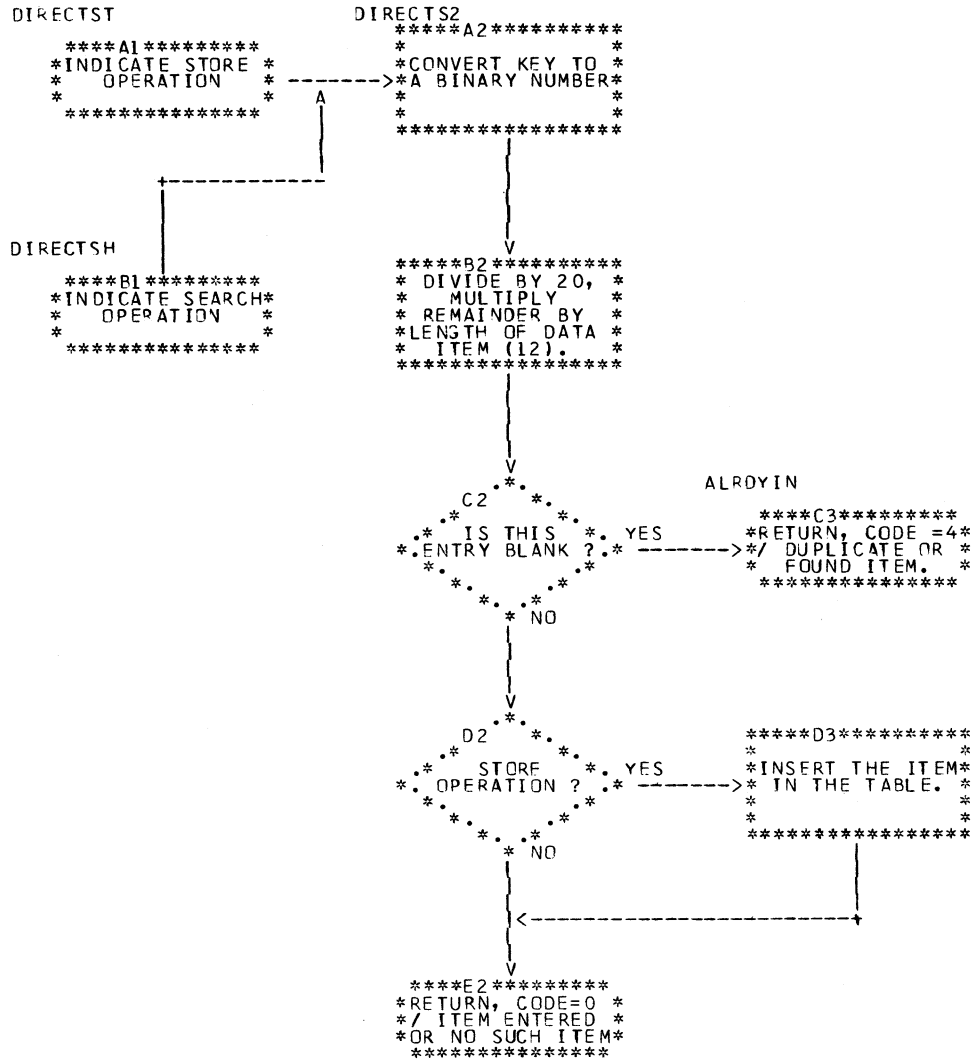 DIRECTST
DIRECTS2
A1
INDICATE STORE
OPERATION
A2
CONVERT KEY TO
A BINARY NUMBER
A
DIRECTSH
B1
INDICATE SEARCH
OPERATION
B2
DIVIDE BY 20,
MULTIPLY
REMAINDER BY
LENGTH OF DATA
ITEM (12).
C2
IS THIS
ENTRY BLANK ?
YES
NO
ALRDYIN
C3
RETURN, CODE =4
/ DUPLICATE OR
FOUND ITEM.
D2
STORE
OPERATION ?
YES
NO
D3
INSERT THE ITEM
IN THE TABLE.
E2
RETURN, CODE=0
/ ITEM ENTERED
OR NO SUCH ITEM